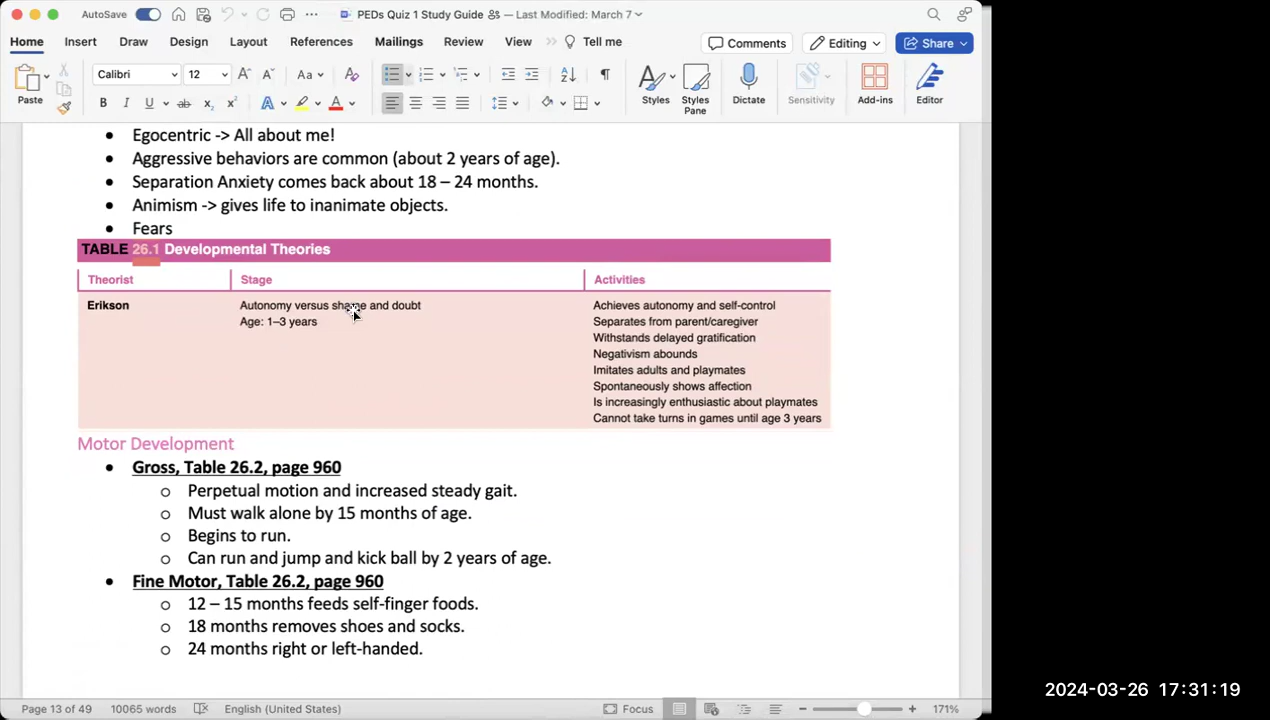 AutoSave
PEDs Quiz 1 Study Guide — Last Modified: March 7
Home Insert Draw Design Layout References Mailings Review View Tell me Comments Editing Share
Calibri 12 Aa
Paste B I U ab x₂ x² A A Styles Styles Pane Dictate Sensitivity Add-ins Editor
• Egocentric -> All about me!
• Aggressive behaviors are common (about 2 years of age).
• Separation Anxiety comes back about 18 – 24 months.
• Animism -> gives life to inanimate objects.
• Fears
TABLE 26.1 Developmental Theories
Theorist Stage Activities
Erikson Autonomy versus shame and doubt Achieves autonomy and self-control
Age: 1–3 years Separates from parent/caregiver
Withstands delayed gratification
Negativism abounds
Imitates adults and playmates
Spontaneously shows affection
Is increasingly enthusiastic about playmates
Cannot take turns in games until age 3 years
Motor Development
• Gross, Table 26.2, page 960
o Perpetual motion and increased steady gait.
o Must walk alone by 15 months of age.
o Begins to run.
o Can run and jump and kick ball by 2 years of age.
• Fine Motor, Table 26.2, page 960
o 12 – 15 months feeds self-finger foods.
o 18 months removes shoes and socks.
o 24 months right or left-handed.
Page 13 of 49 10065 words English (United States) Focus 171%
2024-03-26 17:31:19